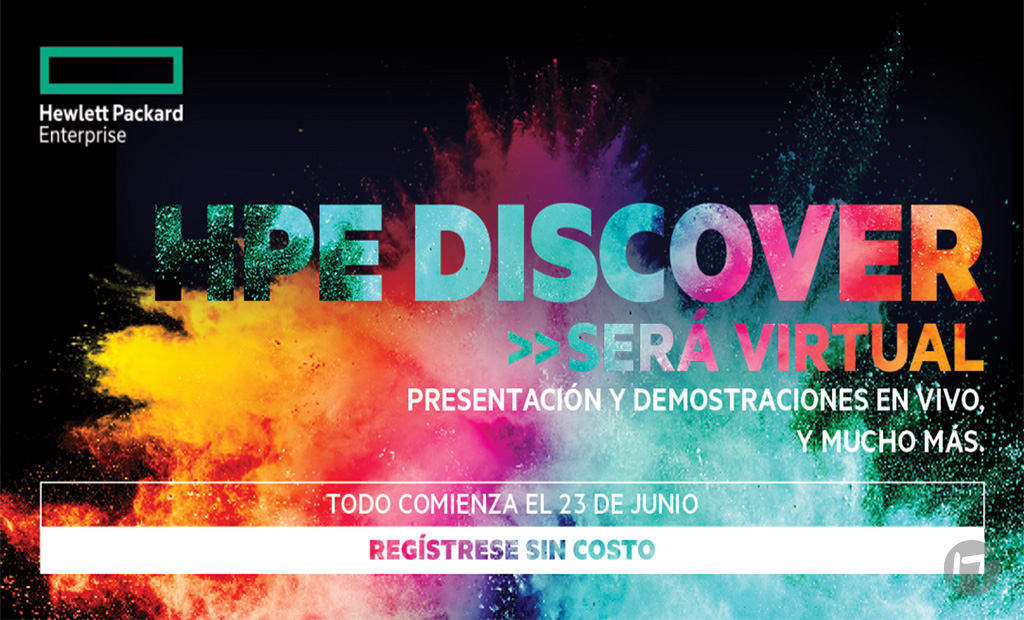 Hewlett Packard
Enterprise
HPE DISCOVER
>>SERÁ VIRTUAL
PRESENTACIÓN Y DEMOSTRACIONES EN VIVO,
Y MUCHO MÁS.
TODO COMIENZA EL 23 DE JUNIO
REGÍSTRESE SIN COSTO